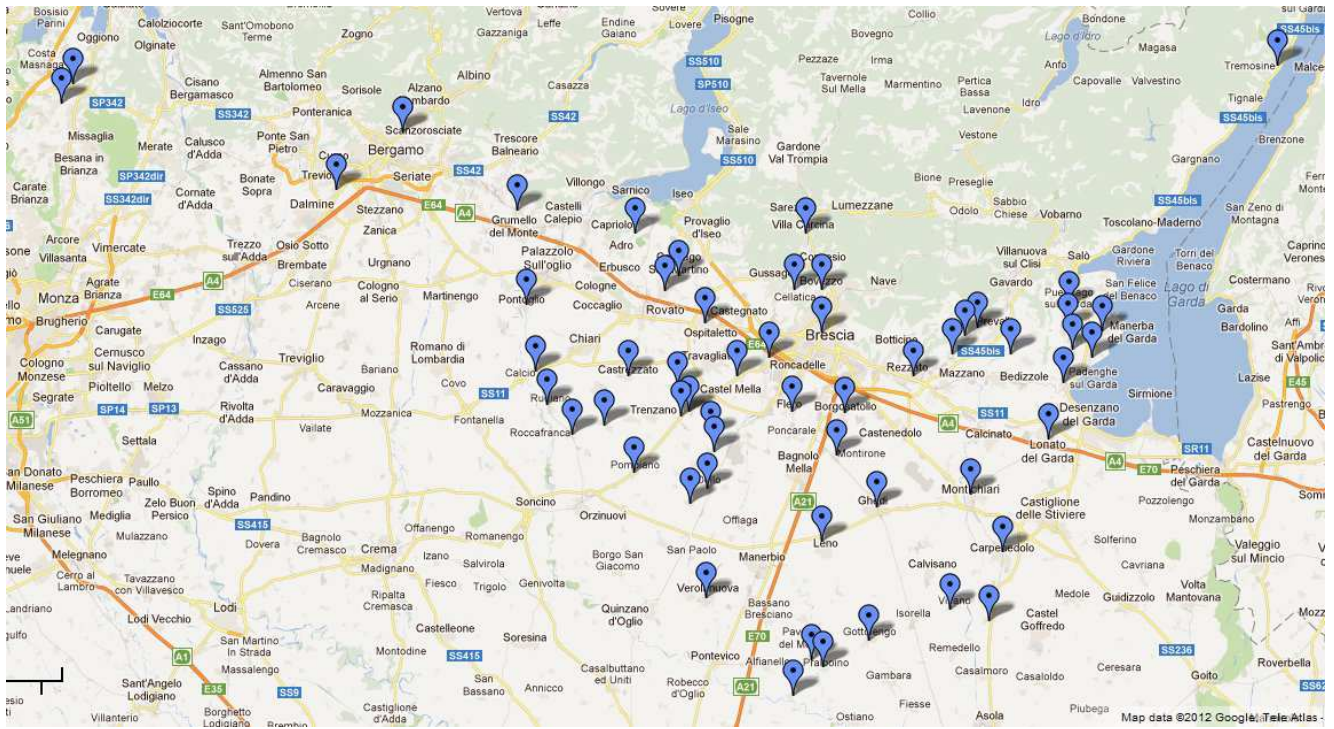 Bosisio
Parini
Oggiono
Calolziocorte
Olginate
Sant'Omobono
Terme
Zogno
Vertova
Leffe
Gazzaniga
Endine
Gaiano
Lovere
Pisogne
SS510
Collio
Bovegno
Lago
d'Idro
Bondone
SS45bis
Costa
Masnaga
Cisano
Bergamasco
Almenno San
Bartolomeo
Sorisole
Alzano
Lombardo
Albino
Casazza
SP510
Pezzaze
Irma
Tavernole
Sul Mella
Marmentino
Pertica
Bassa
Anfo
Magasa
Capovalle
Valvestino
Tremosine
SP342
SS342
Ponteranica
Scanzorosciate
SS42
Lago d'Iseo
Lavenone
Idro
Tignale
SS45bis
Missaglia
Merate
Calusco
d'Adda
Ponte San
Pietro
Bergamo
Trescore
Balneario
Sale
Marasino
Gardone
Val Trompia
Vestone
Brenzone
Besana in
Brianza
SP342dir
SS342dir
Bonate
Sopra
Seriate
SS42
SS510
Gargnano
Carate
Brianza
Cornate
d'Adda
Dalmine
Stezzano
E64
A4
Villongo
Sarnico
Iseo
Castelli
Calepio
Bione
Preseglie
Lumezzane
Odolo
Sabbio
Chiese
Vobarno
SS45bis
Toscolano-Maderno
San Zeno di
Montagna
Arcore
Villasanta
Vimercate
Trezzo
sull'Adda
Osio Sotto
Zanica
Grumello
del Monte
Capriolo
Adro
Provaglio
d'Iseo
Villa Carcina
Villanuova
sul Clisi
Salò
Gardone
Riviera
Torri del
Benaco
A4
Brembate
Urgnano
Palazzolo
Sull'oglio
Erbusco
Nave
Gavardo
San Felice
del Benaco
Lago di
Garda
Costermano
Monza
Agrate
Brianza
E64
Ciserano
Cologno
al Serio
Martinengo
Cologne
Gussago
Cellatica
Garda
Brugherio
SS525
Arcene
Pontoglio
Coccaglio
Rovato
Castegnato
Manerba
del Garda
Bardolino
Affi
Carugate
Inzago
Romano di
Lombardia
Chiari
Ospitaletto
E64
Brescia
Botticino
Prevalle
SS45bis
Cologno
Monzese
Cernusco
sul Naviglio
Cassano
d'Adda
Treviglio
Bariano
Calcio
Castrezzato
Roncadelle
Rezzato
Mazzano
Bedizzole
Padenghe
sul Garda
Lazise
E45
Pioltello
Melzo
Segrate
SP14
SP13
Caravaggio
Covo
SS11
Castel Mella
Sirmione
Pastrengo
A51
Rivolta
d'Adda
Mozzanica
Fontanella
Trenzano
Flero
Borgosatollo
SS11
Desenzano
del Garda
Settala
Vailate
Roccafranca
Poncarale
Castenedolo
A4
Calcinato
Lonato
del Garda
SR11
Castelnuovo
del Garda
San Donato
Milanese
Peschiera
Borromeo
Paullo
Spino
d'Adda
Pandino
Soncino
Bagnolo
Mella
Montirone
A4
E70
Peschiera
del Garda
Zelo Buon
Persico
Orzinuovi
Offlaga
A21
Ghedi
Montichiari
Castiglione
delle Stiviere
Pozzolengo
San Giuliano
Milanese
Mediglia
Mulazzano
SS415
Dovera
Bagnolo
Cremasco
Offanengo
Romanengo
Leno
Carpenedolo
Solferino
Monzambano
Melegnano
Crema
Madignano
Izano
Borgo San
Giacomo
San Paolo
Manerbio
Valeggio
sul Mincio
Cerro al
Lambro
Tavazzano
con Villavesco
Salvirola
Fiesco
Trigolo
Genivolta
Verolanuova
Calvisano
Cavriana
Medole
Guidizzolo
Volta
Mantovana
Lodi
Ripalta
Cremasca
Quinzano
d'Oglio
Bassano
Bresciano
Visano
Isorella
Castel
Goffredo
Lodi Vecchio
Castelleone
Soresina
E70
Gottolengo
Remedello
SS236
San Martino
In Strada
Massalengo
Montodine
SS415
Casalbuttano
ed Uniti
Pontevico
Alfianello
Pralboino
Gambara
Casalmoro
Casaloldo
Ceresara
Goito
Roverbella
A1
E35
SS9
Sant'Angelo
Lodigiano
San
Bassano
Annicco
Robecco
d'Oglio
A21
Fiesse
Piubega
Villanterio
Borghetto
Lodigiano
Castiglione
d'Adda
Ostiano
Asola
Map data ©2012 Google, Tele Atlas -